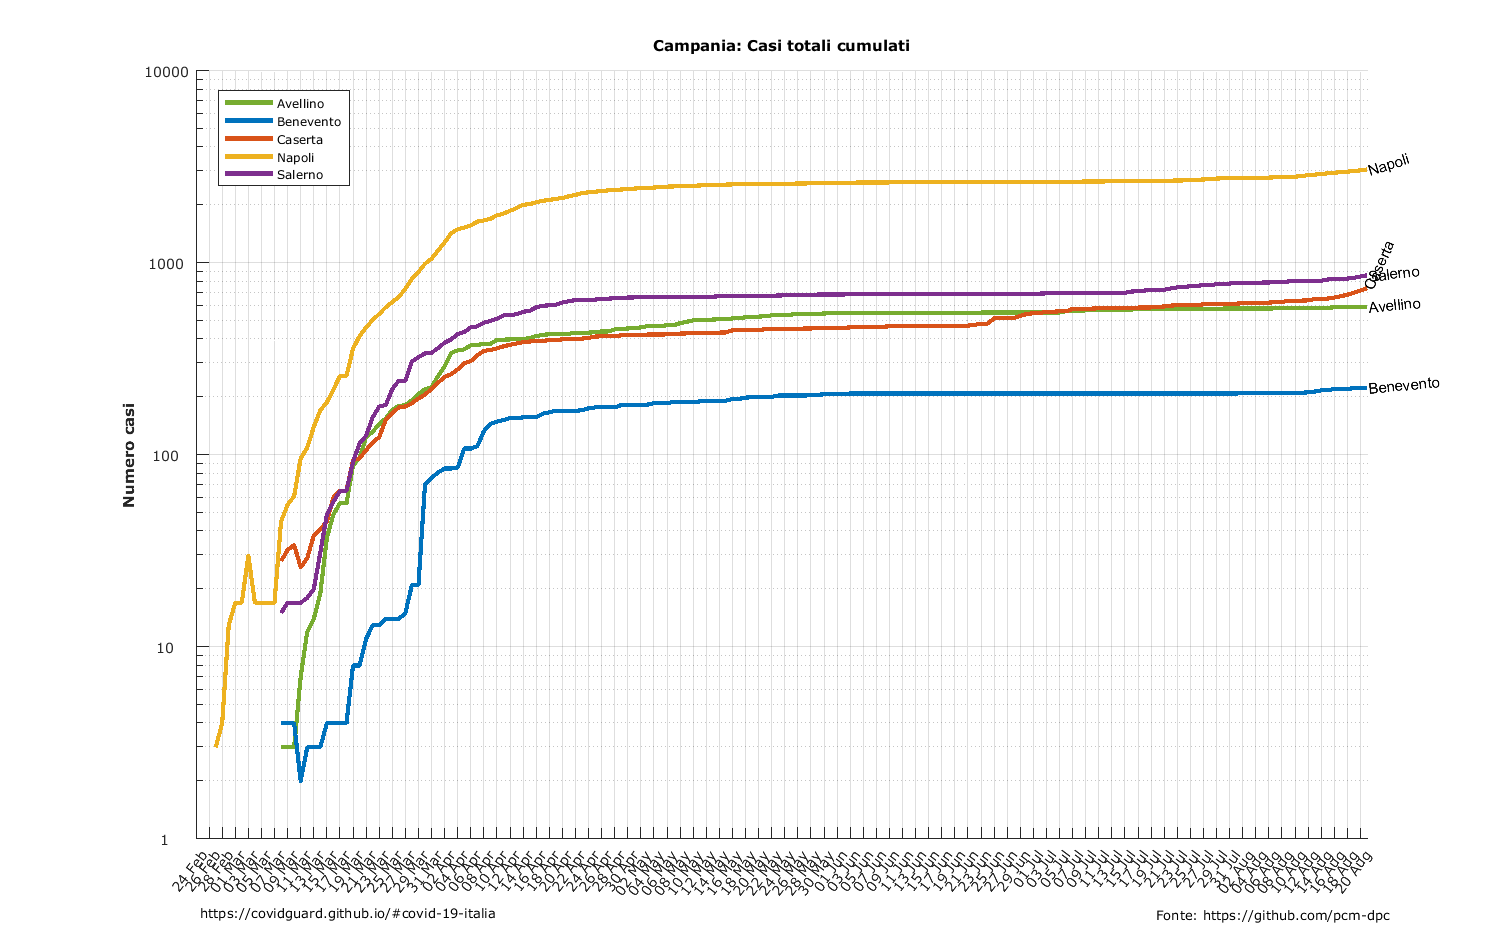 Campania: Casi totali cumulati
10000
1000
100
10
1
Numero casi
Avellino
Benevento
Caserta
Napoli
Salerno
Napoli
Caserta
Salerno
Avellino
Benevento
24 Feb
26 Feb
28 Feb
01 Mar
03 Mar
05 Mar
07 Mar
09 Mar
11 Mar
13 Mar
15 Mar
17 Mar
19 Mar
21 Mar
23 Mar
25 Mar
27 Mar
29 Mar
31 Mar
02 Apr
04 Apr
06 Apr
08 Apr
10 Apr
12 Apr
14 Apr
16 Apr
18 Apr
20 Apr
22 Apr
24 Apr
26 Apr
28 Apr
30 Apr
02 May
04 May
06 May
08 May
10 May
12 May
14 May
16 May
18 May
20 May
22 May
24 May
26 May
28 May
30 May
01 Jun
03 Jun
05 Jun
07 Jun
09 Jun
11 Jun
13 Jun
15 Jun
17 Jun
19 Jun
21 Jun
23 Jun
25 Jun
27 Jun
29 Jun
01 Jul
03 Jul
05 Jul
07 Jul
09 Jul
11 Jul
13 Jul
15 Jul
17 Jul
19 Jul
21 Jul
23 Jul
25 Jul
27 Jul
29 Jul
31 Jul
02 Aug
04 Aug
06 Aug
08 Aug
10 Aug
12 Aug
14 Aug
16 Aug
18 Aug
20 Aug
https://covidguard.github.io/#covid-19-italia
Fonte: https://github.com/pcm-dpc